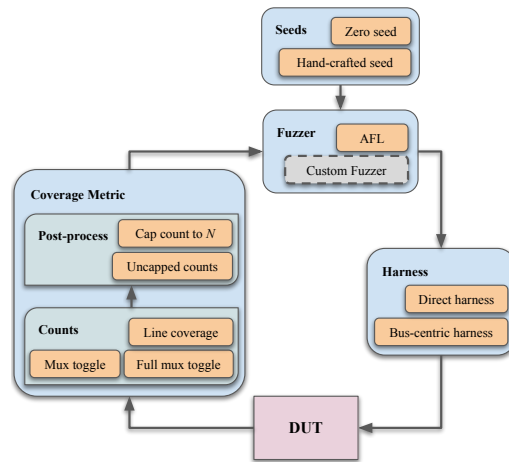 Seeds
Zero seed
Hand-crafted seed
Fuzzer
AFL
Custom Fuzzer
Coverage Metric
Post-process
Cap count to N
Uncapped counts
Counts
Line coverage
Mux toggle
Full mux toggle
Harness
Direct harness
Bus-centric harness
DUT